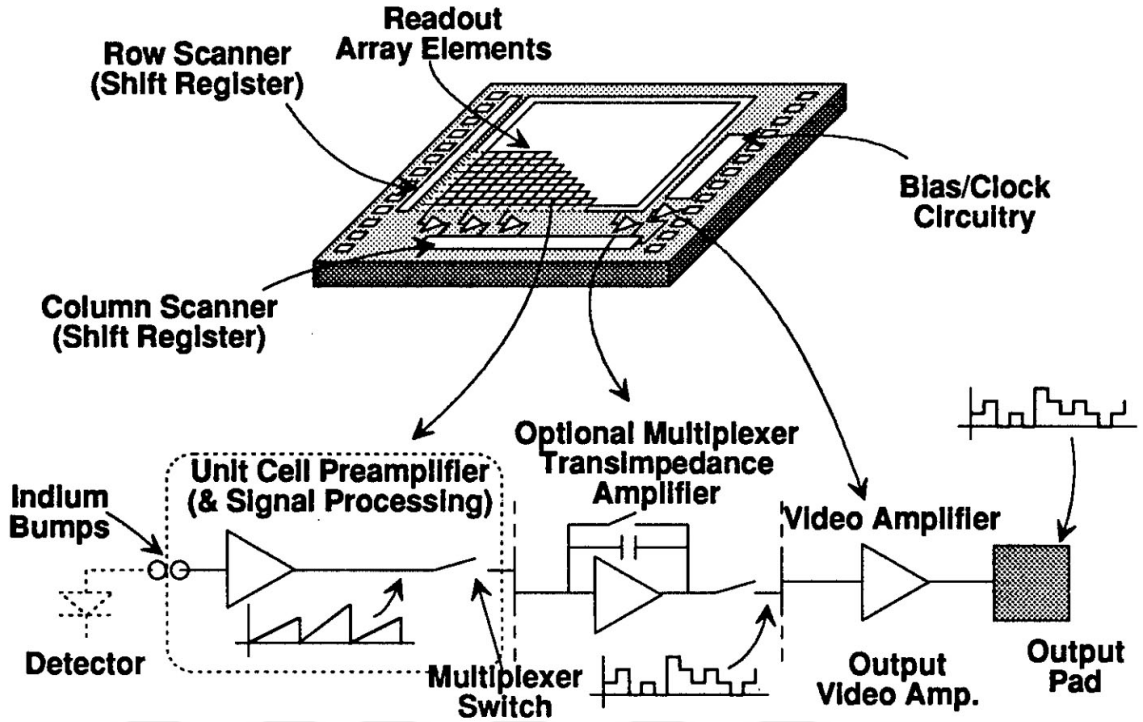 Readout
Array Elements
Row Scanner
(Shift Register)
Bias/Clock
Circuitry
Column Scanner
(Shift Register)
Optional Multiplexer
Transimpedance
Amplifier
Unit Cell Preamplifier
(& Signal Processing)
Indium
Bumps
Video Amplifier
Detector
Multiplexer
Switch
Output
Video Amp.
Output
Pad